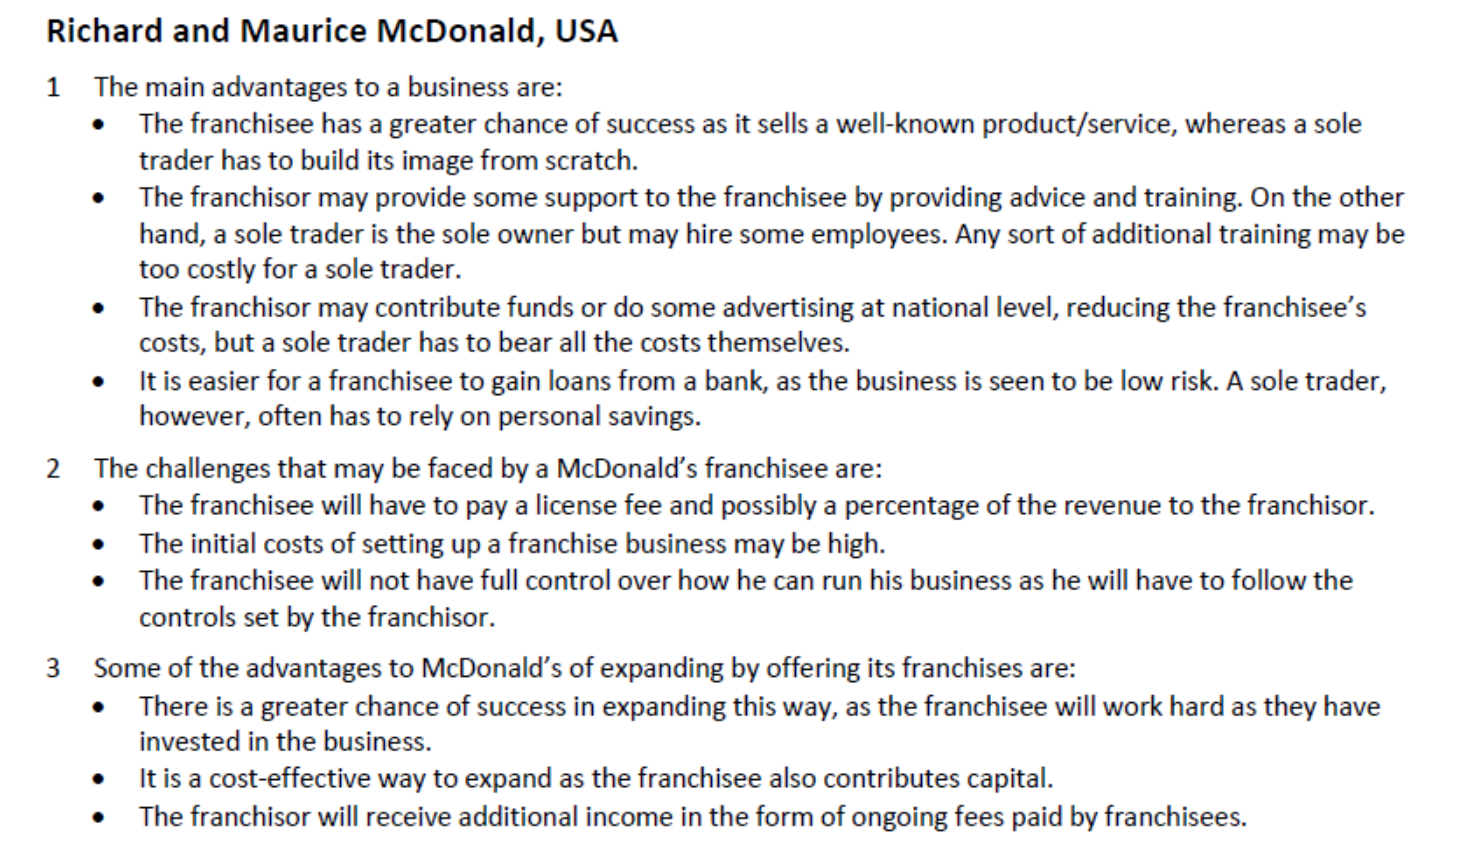 Richard and Maurice McDonald, USA
1 The main advantages to a business are:
• The franchisee has a greater chance of success as it sells a well-known product/service, whereas a sole
trader has to build its image from scratch.
• The franchisor may provide some support to the franchisee by providing advice and training. On the other
hand, a sole trader is the sole owner but may hire some employees. Any sort of additional training may be
too costly for a sole trader.
• The franchisor may contribute funds or do some advertising at national level, reducing the franchisee's
costs, but a sole trader has to bear all the costs themselves.
• It is easier for a franchisee to gain loans from a bank, as the business is seen to be low risk. A sole trader,
however, often has to rely on personal savings.
2 The challenges that may be faced by a McDonald's franchisee are:
• The franchisee will have to pay a license fee and possibly a percentage of the revenue to the franchisor.
• The initial costs of setting up a franchise business may be high.
• The franchisee will not have full control over how he can run his business as he will have to follow the
controls set by the franchisor.
3 Some of the advantages to McDonald's of expanding by offering its franchises are:
• There is a greater chance of success in expanding this way, as the franchisee will work hard as they have
invested in the business.
• It is a cost-effective way to expand as the franchisee also contributes capital.
• The franchisor will receive additional income in the form of ongoing fees paid by franchisees.